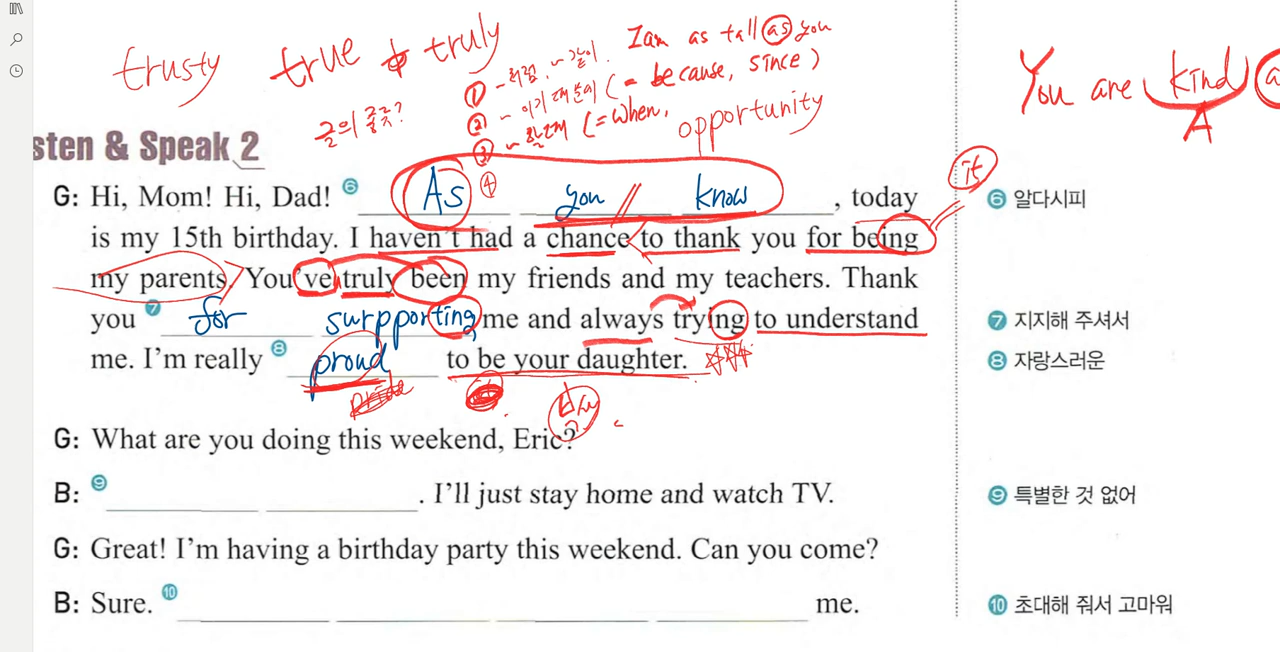 trusty true & truly
I am as tall as you
① ~처럼, ~같이.
② ~이기 때문에 (= because, since)
③ ~할 때 (= when,
④
글의 종류?
opportunity
You are kind
A
sten & Speak 2
G: Hi, Mom! Hi, Dad! ⑥ As you know, today
is my 15th birthday. I haven't had a chance to thank you for being
it
my parents. You've truly been my friends and my teachers. Thank
you ⑦ for surpporting me and always trying to understand
me. I'm really ⑧ proud to be your daughter.
pride
G: What are you doing this weekend, Eric?
B: ⑨ . I'll just stay home and watch TV.
G: Great! I'm having a birthday party this weekend. Can you come?
B: Sure. ⑩ me.
⑥ 알다시피
⑦ 지지해 주셔서
⑧ 자랑스러운
⑨ 특별한 것 없어
⑩ 초대해 줘서 고마워